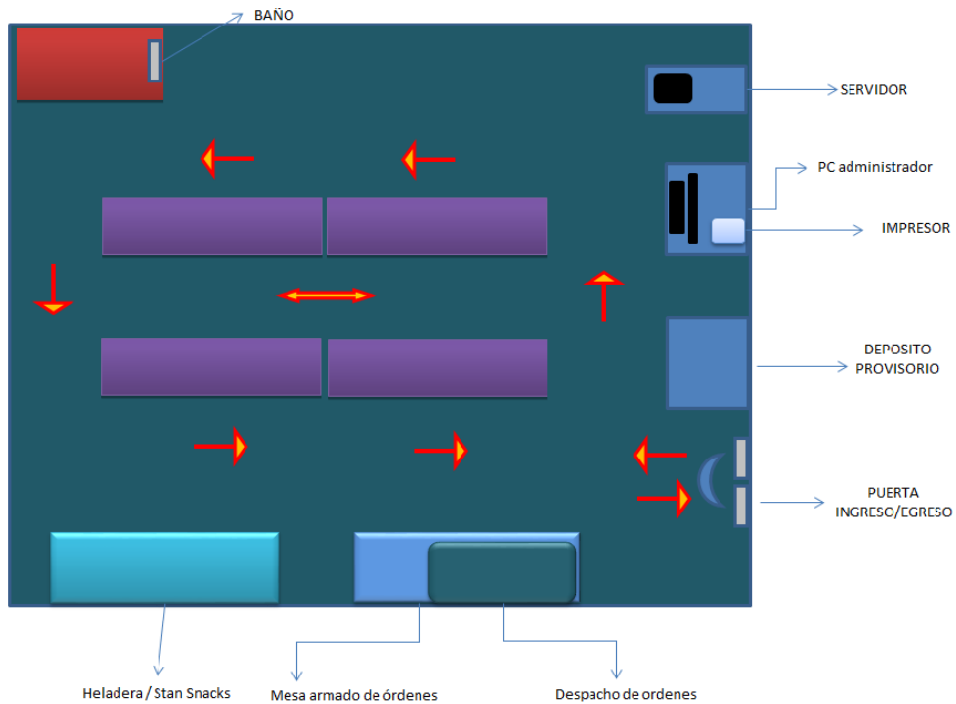 BAÑO
SERVIDOR
PC administrador
IMPRESOR
DEPOSITO
PROVISORIO
PUERTA
INGRESO/EGRESO
Heladera / Stan Snacks
Mesa armado de órdenes
Despacho de ordenes